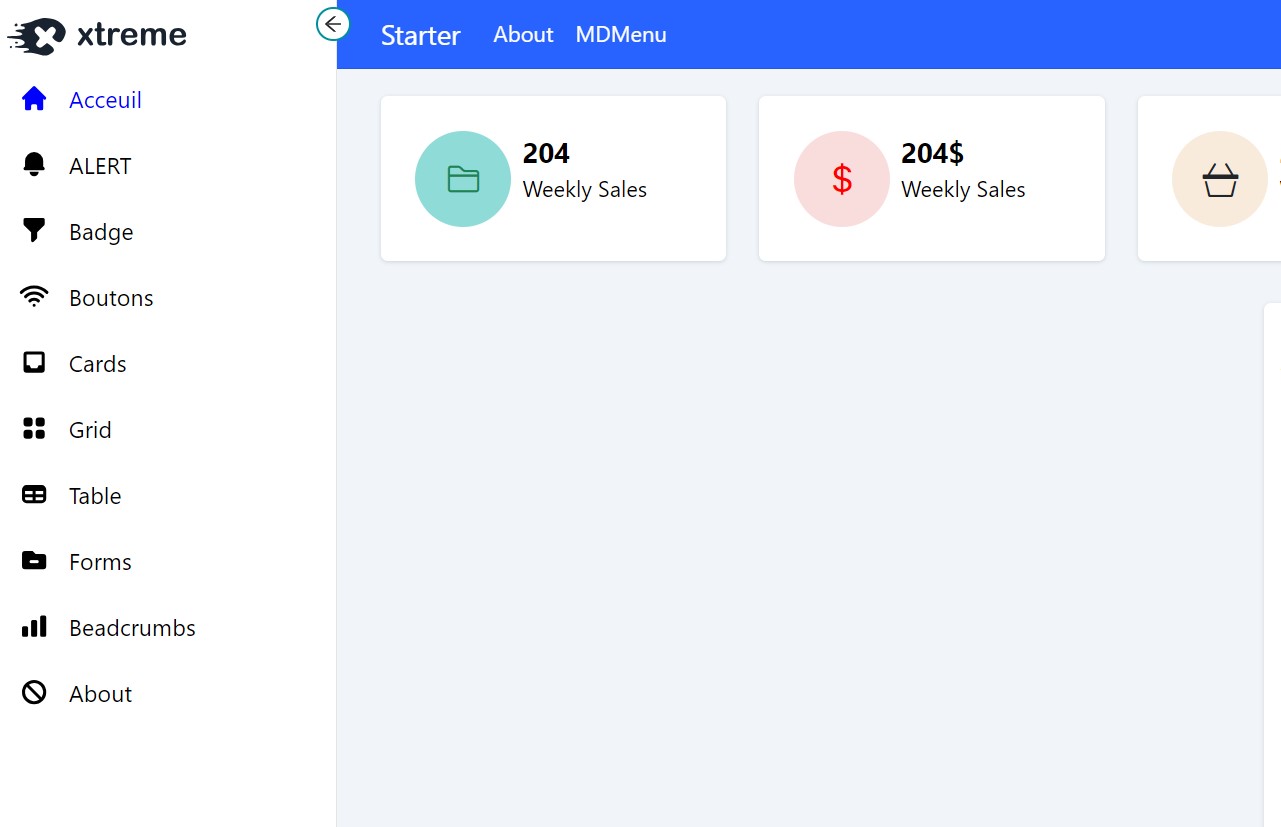 xtreme
Acceuil
ALERT
Badge
Boutons
Cards
Grid
Table
Forms
Beadcrumbs
About
Starter About MDMenu
204
Weekly Sales
204$
Weekly Sales